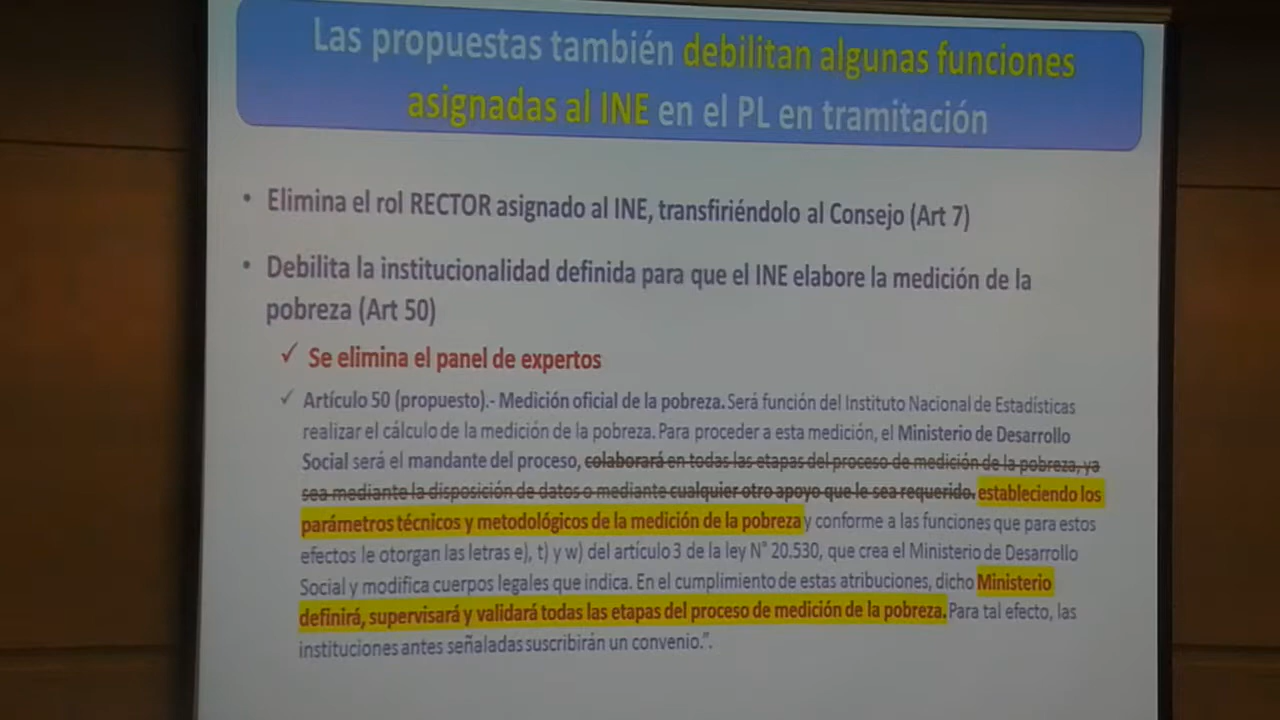 Las propuestas también debilitan algunas funciones
asignadas al INE en el PL en tramitación
• Elimina el rol RECTOR asignado al INE, transfiriéndolo al Consejo (Art 7)
• Debilita la institucionalidad definida para que el INE elabore la medición de la
pobreza (Art 50)
✓ Se elimina el panel de expertos
✓ Artículo 50 (propuesto).- Medición oficial de la pobreza. Será función del Instituto Nacional de Estadísticas
realizar el cálculo de la medición de la pobreza. Para proceder a esta medición, el Ministerio de Desarrollo
Social será el mandante del proceso, colaborará en todas las etapas del proceso de medición de la pobreza, ya
sea mediante la disposición de datos o mediante cualquier otro apoyo que le sea requerido. estableciendo los
parámetros técnicos y metodológicos de la medición de la pobreza y conforme a las funciones que para estos
efectos le otorgan las letras e), t) y w) del artículo 3 de la ley N° 20.530, que crea el Ministerio de Desarrollo
Social y modifica cuerpos legales que indica. En el cumplimiento de estas atribuciones, dicho Ministerio
definirá, supervisará y validará todas las etapas del proceso de medición de la pobreza. Para tal efecto, las
instituciones antes señaladas suscribirán un convenio.".